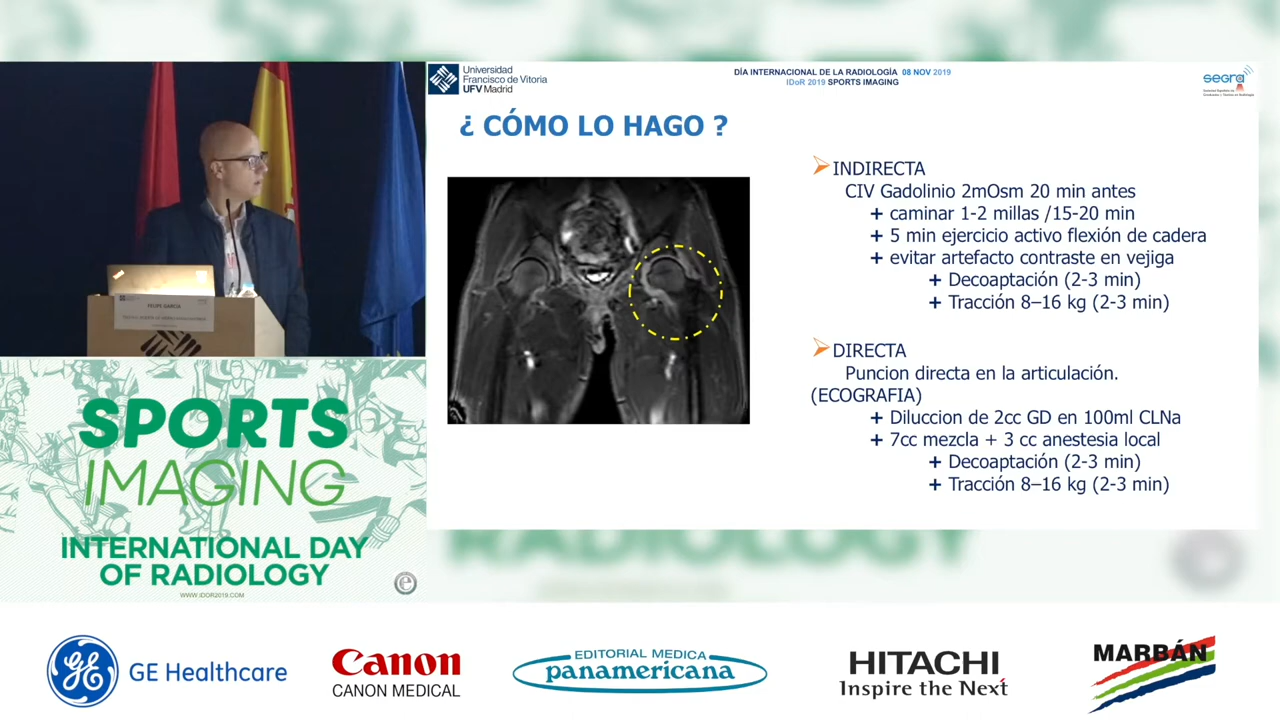 Universidad
Francisco de Vitoria
UFV Madrid
DÍA INTERNACIONAL DE LA RADIOLOGÍA 08 NOV 2019
IDoR 2019 SPORTS IMAGING
segra
¿ CÓMO LO HAGO ?
INDIRECTA
CIV Gadolinio 2mOsm 20 min antes
+ caminar 1-2 millas /15-20 min
+ 5 min ejercicio activo flexión de cadera
+ evitar artefacto contraste en vejiga
+ Decoaptación (2-3 min)
+ Tracción 8–16 kg (2-3 min)
DIRECTA
Puncion directa en la articulación.
(ECOGRAFIA)
+ Diluccion de 2cc GD en 100ml CLNa
+ 7cc mezcla + 3 cc anestesia local
+ Decoaptación (2-3 min)
+ Tracción 8–16 kg (2-3 min)
FELIPE GARCÍA
SPORTS
IMAGING
INTERNATIONAL DAY
OF RADIOLOGY
WWW.IDOR2019.COM
RADIOLOGY
GE Healthcare
Canon
CANON MEDICAL
EDITORIAL MEDICA
panamericana
HITACHI
Inspire the Next
MARBÁN